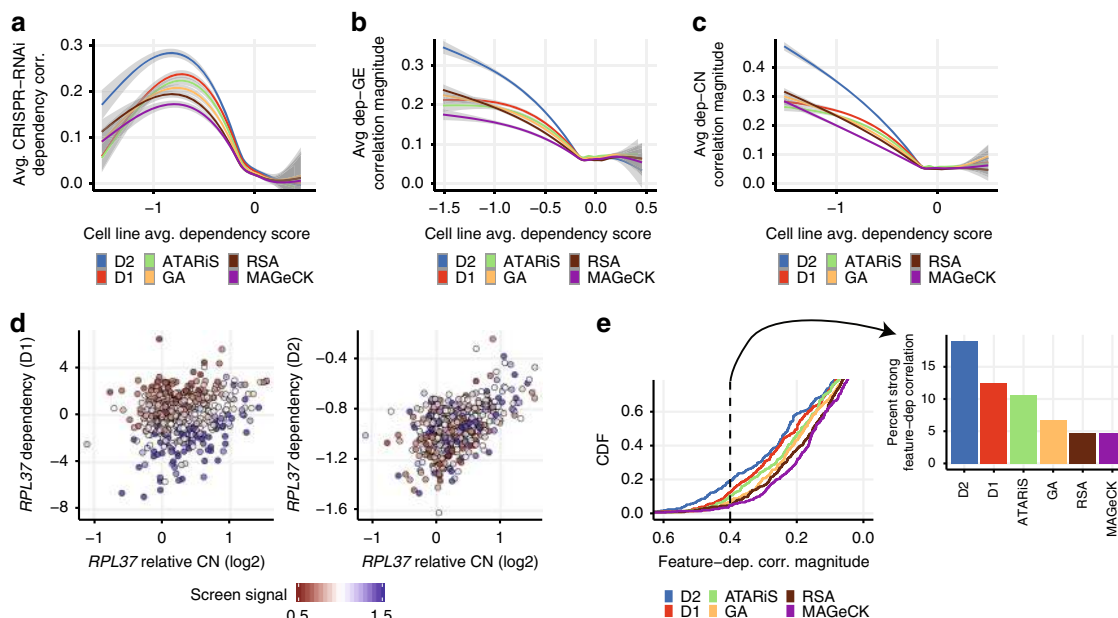 a
Avg. CRISPR–RNAi
dependency corr.
0.3
0.2
0.1
0.0
−1
0
Cell line avg. dependency score
D2
ATARiS
RSA
D1
GA
MAGeCK
b
Avg dep-GE
correlation magnitude
0.3
0.2
0.1
0.0
−1.5
−1.0
−0.5
0.0
0.5
Cell line avg. dependency score
D2
ATARiS
RSA
D1
GA
MAGeCK
c
Avg dep-CN
correlation magnitude
0.4
0.3
0.2
0.1
0.0
−1
0
Cell line avg. dependency score
D2
ATARiS
RSA
D1
GA
MAGeCK
d
RPL37 dependency (D1)
4
0
−4
−8
−1
0
1
RPL37 relative CN (log2)
RPL37 dependency (D2)
−0.4
−0.8
−1.2
−1.6
−1
0
1
RPL37 relative CN (log2)
Screen signal
0.5
1.5
e
CDF
0.6
0.4
0.2
0.0
0.6
0.4
0.2
0.0
Feature-dep. corr. magnitude
D2
ATARiS
RSA
D1
GA
MAGeCK
Percent strong
feature-dep correlation
15
10
5
0
D2
D1
ATARiS
GA
RSA
MAGeCK